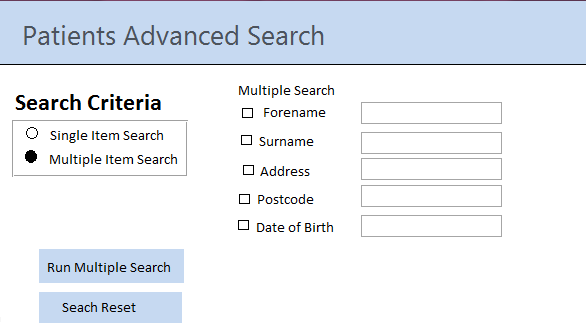 Patients Advanced Search
Search Criteria
Single Item Search
Multiple Item Search
Multiple Search
Forename
Surname
Address
Postcode
Date of Birth
Run Multiple Search
Seach Reset